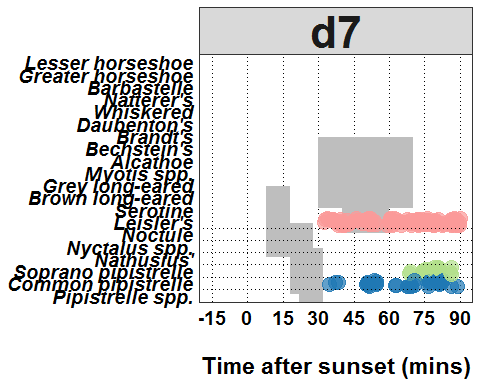 d7
Lesser horseshoe
Greater horseshoe
Barbastelle
Natterer's
Whiskered
Daubenton's
Brandt's
Bechstein's
Alcathoe
Myotis spp.
Grey long-eared
Brown long-eared
Serotine
Leisler's
Noctule
Nyctalus spp.
Nathusius'
Soprano pipistrelle
Common pipistrelle
Pipistrelle spp.
-15 0 15 30 45 60 75 90
Time after sunset (mins)